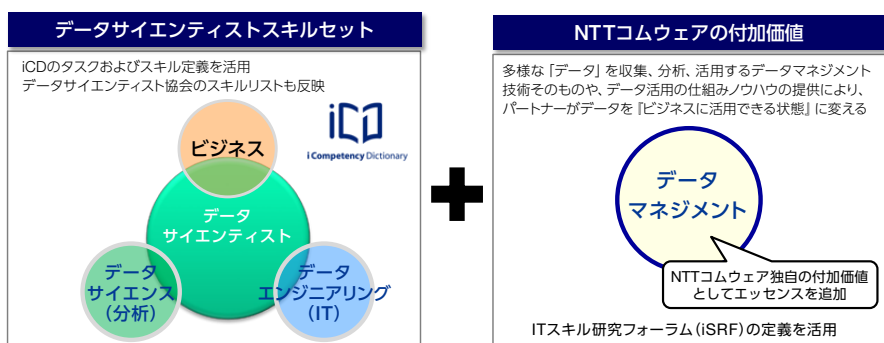 データサイエンティストスキルセット
iCDのタスクおよびスキル定義を活用
データサイエンティスト協会のスキルリストも反映
iCD
i Competency Dictionary
ビジネス
データ
サイエンティスト
データ
サイエンス
(分析)
データ
エンジニアリング
(IT)
NTTコムウェアの付加価値
多様な「データ」を収集、分析、活用するデータマネジメント
技術そのものや、データ活用の仕組みノウハウの提供により、
パートナーがデータを『ビジネスに活用できる状態』に変える
データ
マネジメント
NTTコムウェア独自の付加価値
としてエッセンスを追加
ITスキル研究フォーラム(iSRF)の定義を活用